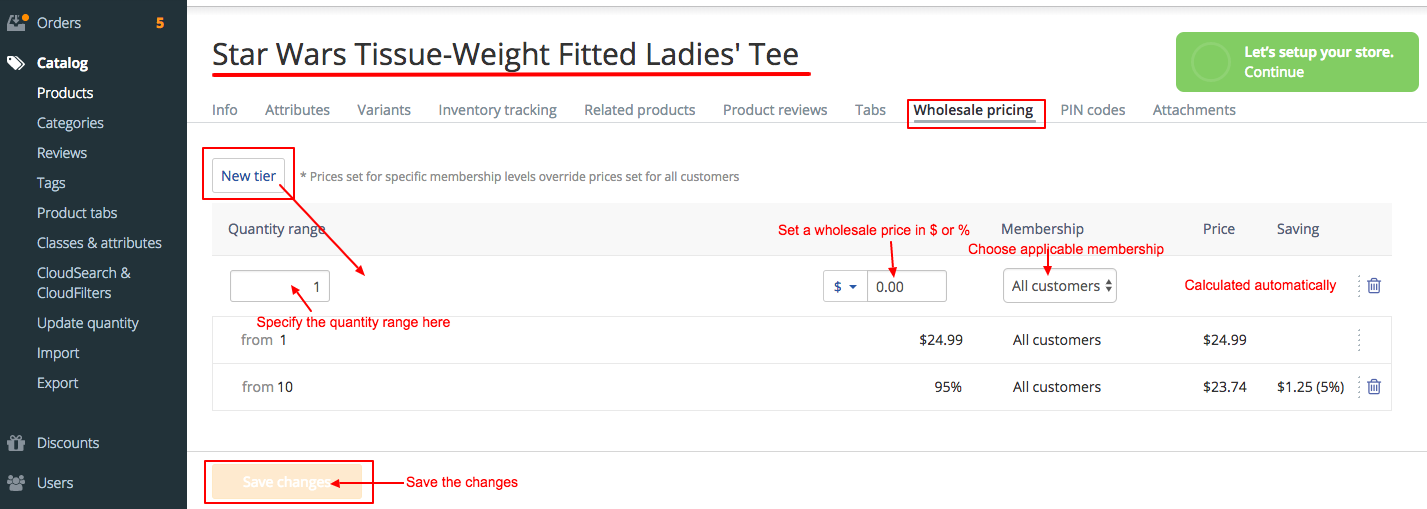 Orders 5
Catalog
Products
Categories
Reviews
Tags
Product tabs
Classes & attributes
CloudSearch &
CloudFilters
Update quantity
Import
Export
Discounts
Users
Star Wars Tissue-Weight Fitted Ladies' Tee
Let's setup your store.
Continue
Info Attributes Variants Inventory tracking Related products Product reviews Tabs Wholesale pricing PIN codes Attachments
New tier * Prices set for specific membership levels override prices set for all customers
Quantity range Set a wholesale price in $ or % Membership Price Saving
Choose applicable membership
1 $ 0.00 All customers Calculated automatically
Specify the quantity range here
from 1 $24.99 All customers $24.99
from 10 95% All customers $23.74 $1.25 (5%)
Save changes Save the changes